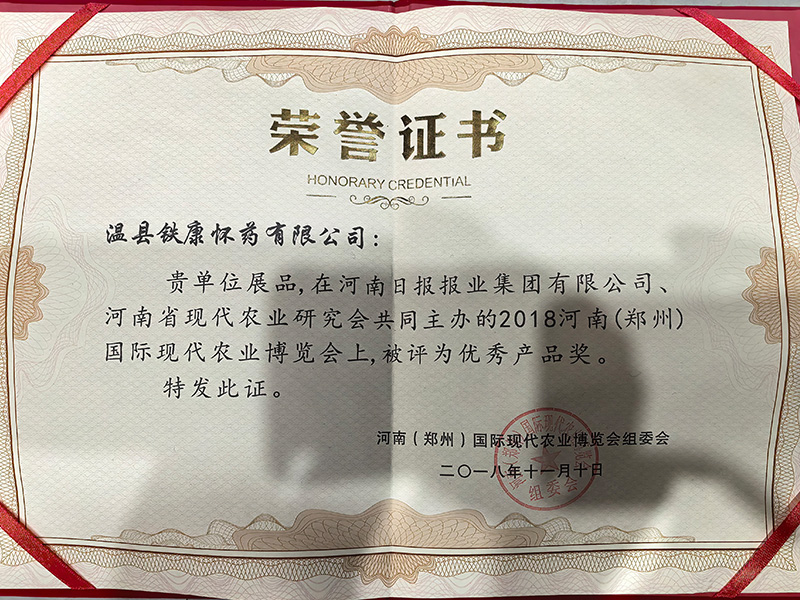 荣誉证书
HONORARY CREDENTIAL
温县铁康怀药有限公司：
贵单位展品,在河南日报报业集团有限公司、
河南省现代农业研究会共同主办的2018河南(郑州)
国际现代农业博览会上,被评为优秀产品奖。
特发此证。
河南（郑州）国际现代农业博览会组委会
二〇一八年十一月十日
组委会